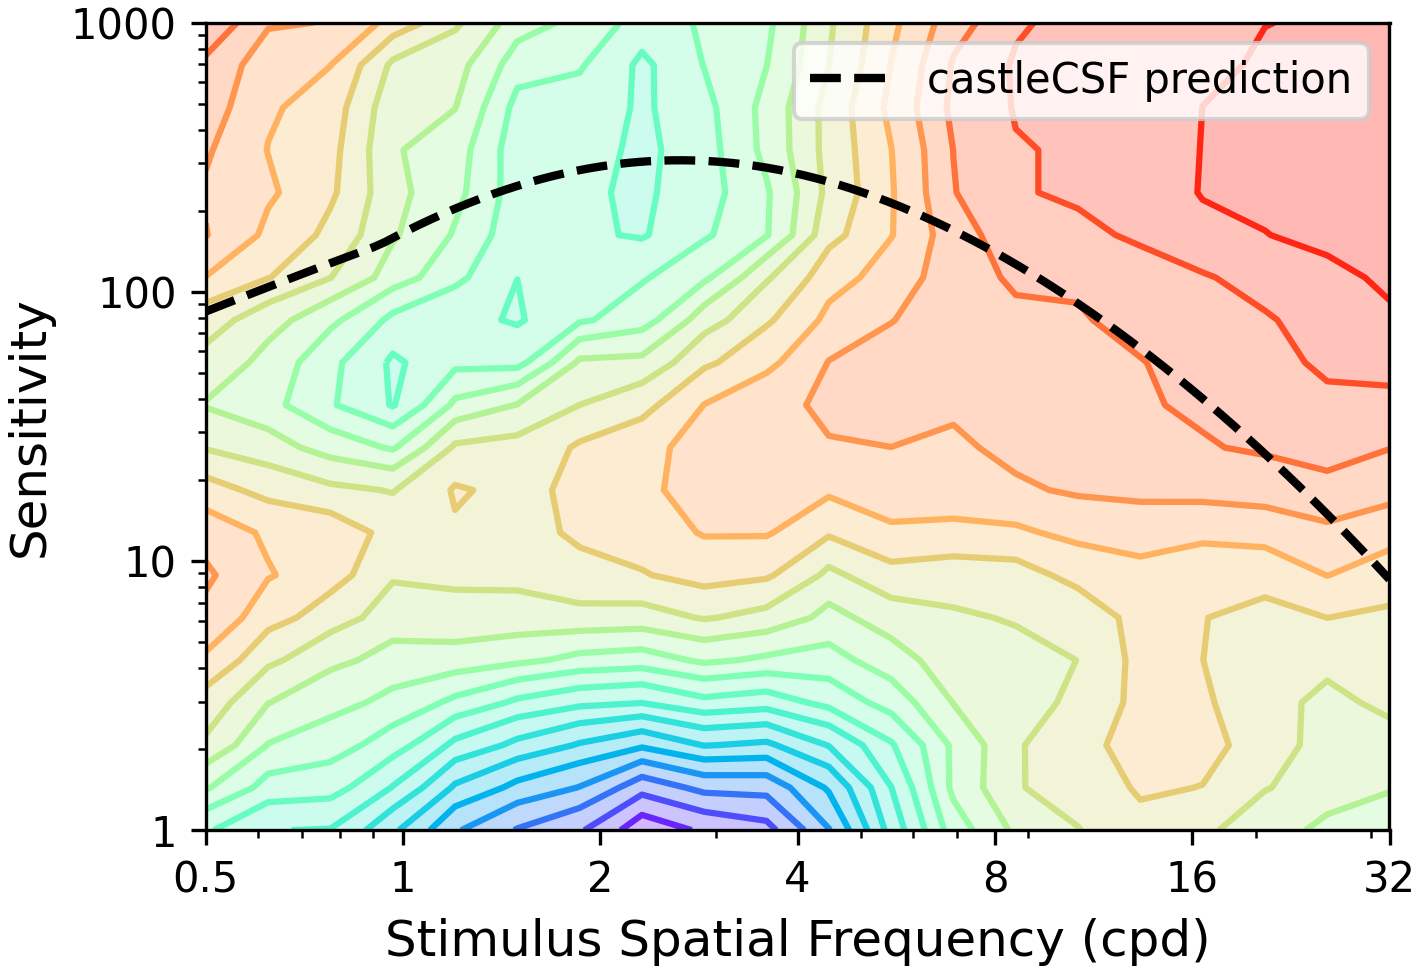 1000
castleCSF prediction
100
Sensitivity
10
1
0.5 1 2 4 8 16 32
Stimulus Spatial Frequency (cpd)